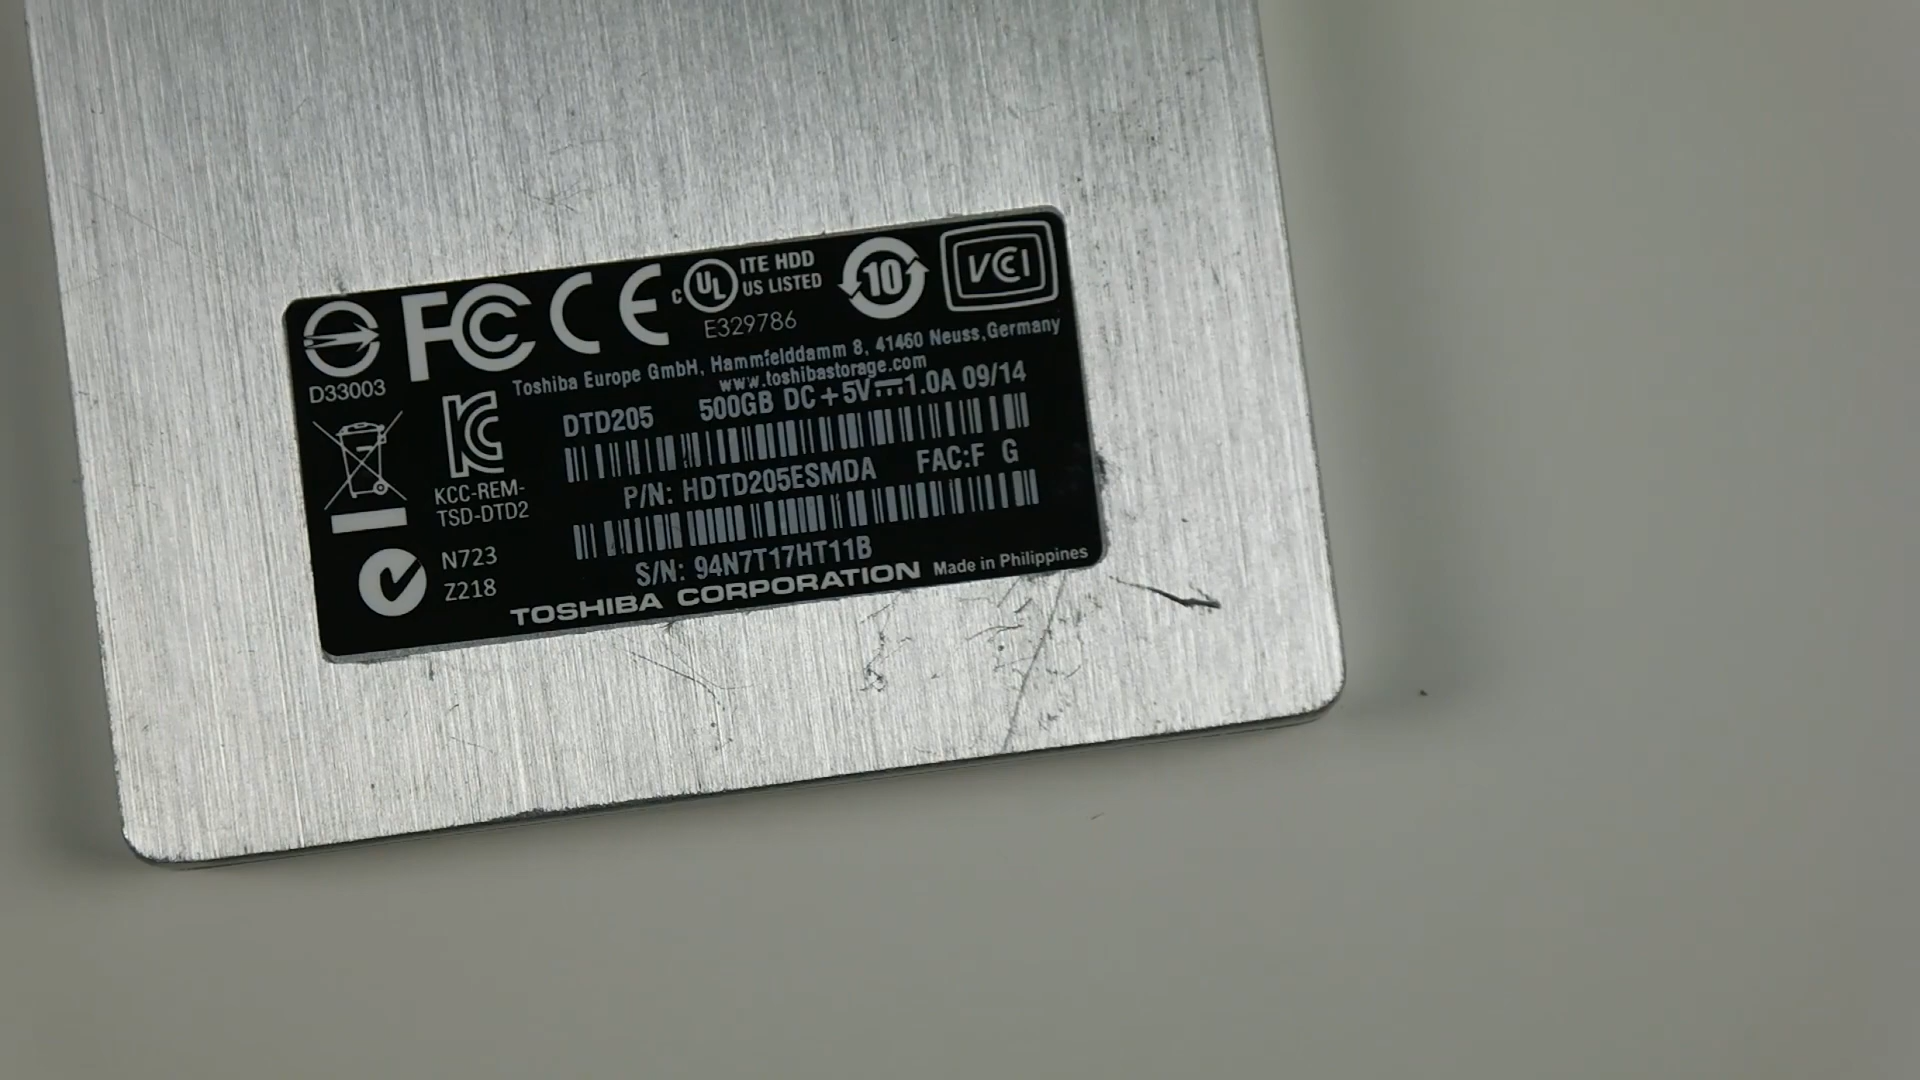 FC CE c UL ITE HDD
US LISTED
E329786
10
VCCI
D33003
Toshiba Europe GmbH, Hammfelddamm 8, 41460 Neuss,Germany
www.toshibastorage.com
DTD205 500GB DC+5V⎓1.0A 09/14
KCC-REM-
TSD-DTD2
P/N: HDTD205ESMDA FAC:F G
N723
Z218
S/N: 94N7T17HT11B
TOSHIBA CORPORATION Made in Philippines